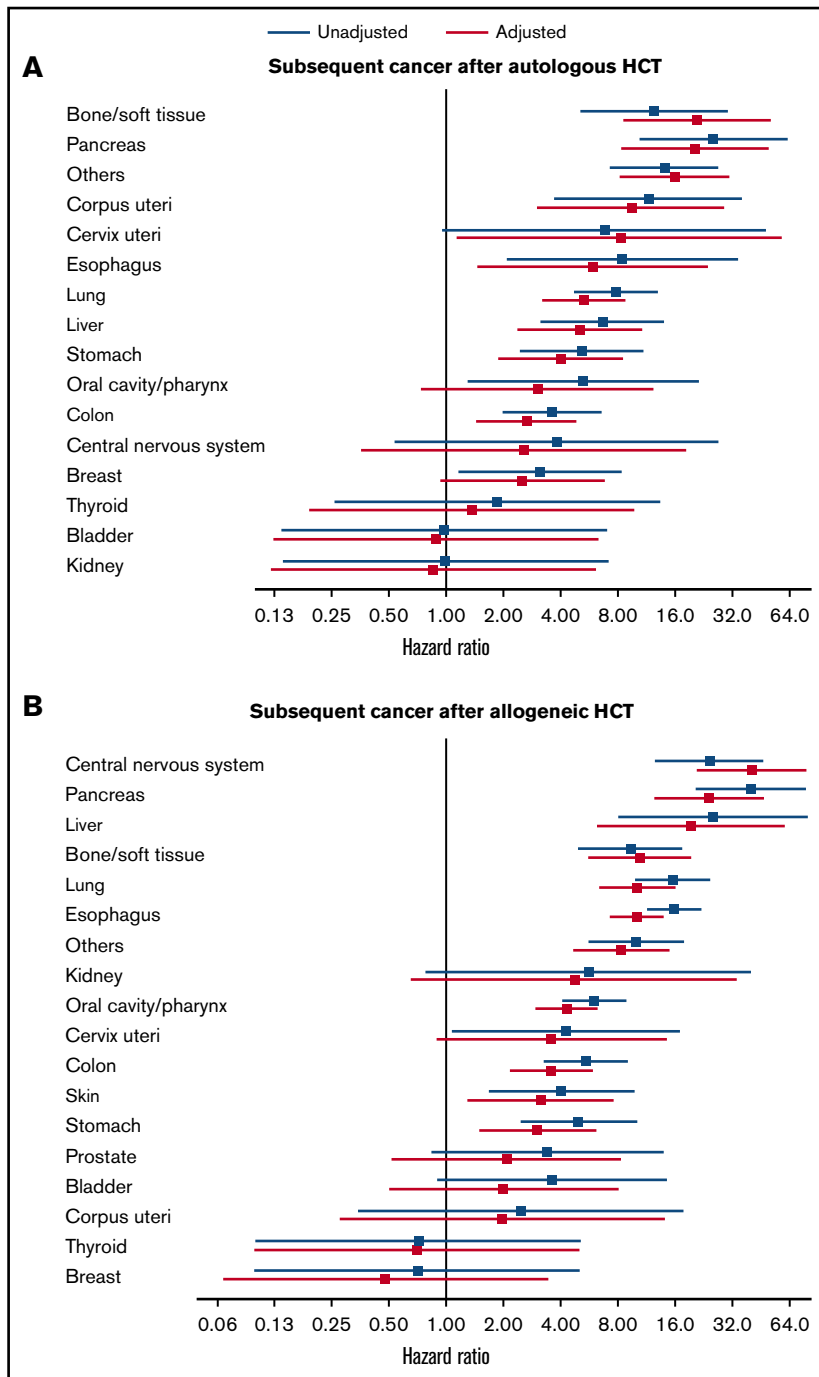 Unadjusted Adjusted
A
Subsequent cancer after autologous HCT
Bone/soft tissue
Pancreas
Others
Corpus uteri
Cervix uteri
Esophagus
Lung
Liver
Stomach
Oral cavity/pharynx
Colon
Central nervous system
Breast
Thyroid
Bladder
Kidney
0.13 0.25 0.50 1.00 2.00 4.00 8.00 16.0 32.0 64.0
Hazard ratio
B
Subsequent cancer after allogeneic HCT
Central nervous system
Pancreas
Liver
Bone/soft tissue
Lung
Esophagus
Others
Kidney
Oral cavity/pharynx
Cervix uteri
Colon
Skin
Stomach
Prostate
Bladder
Corpus uteri
Thyroid
Breast
0.06 0.13 0.25 0.50 1.00 2.00 4.00 8.00 16.0 32.0 64.0
Hazard ratio